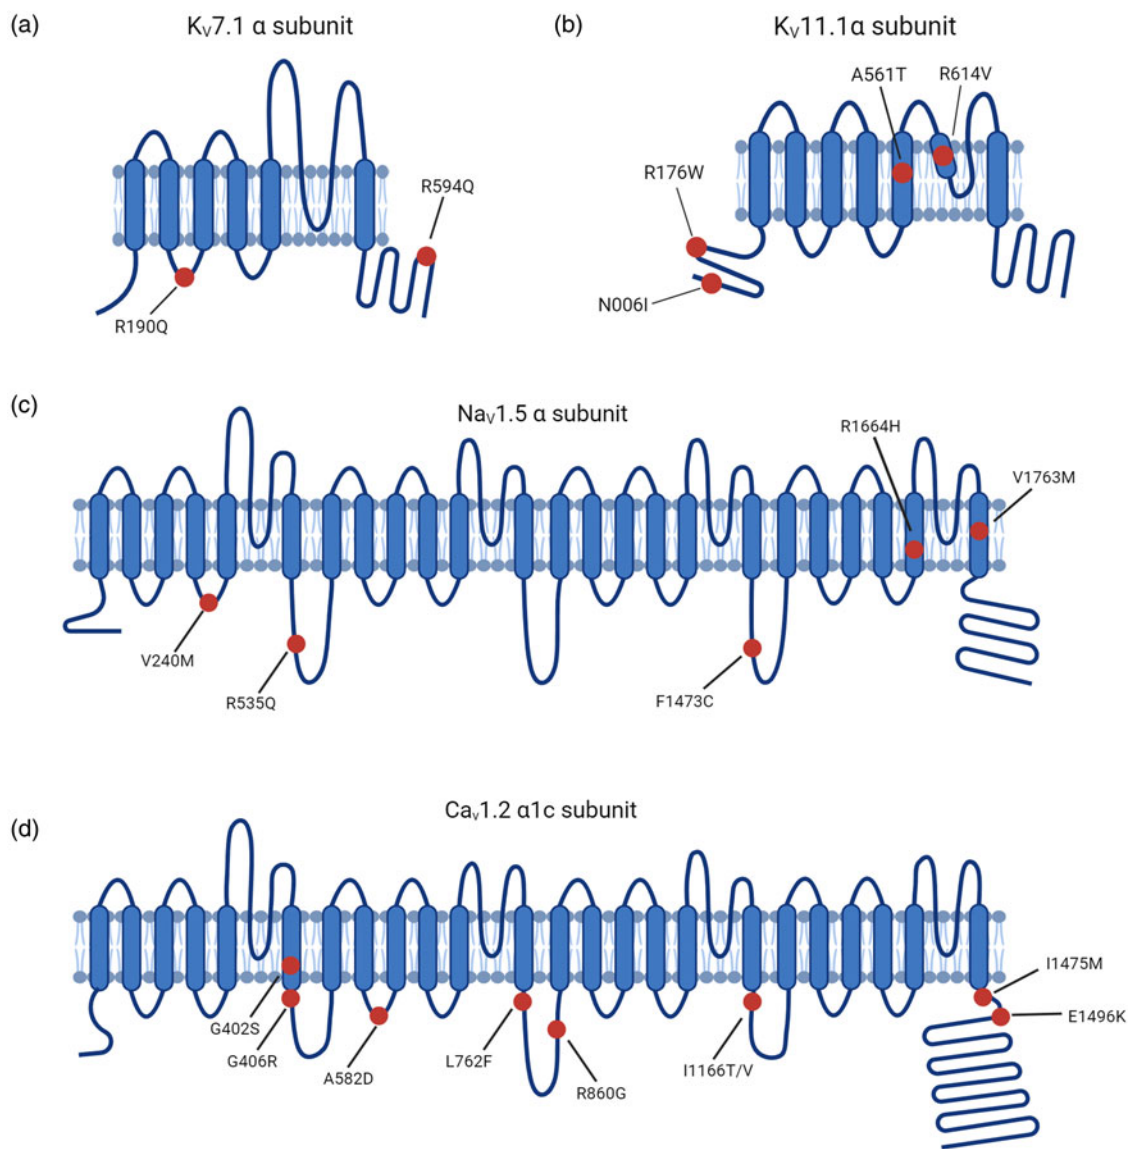 (a)
Kv7.1 α subunit
R594Q
R190Q
(b)
Kv11.1α subunit
A561T
R614V
R176W
N006I
(c)
Nav1.5 α subunit
R1664H
V1763M
V240M
R535Q
F1473C
(d)
Cav1.2 α1c subunit
I1475M
E1496K
G402S
G406R
A582D
L762F
R860G
I1166T/V